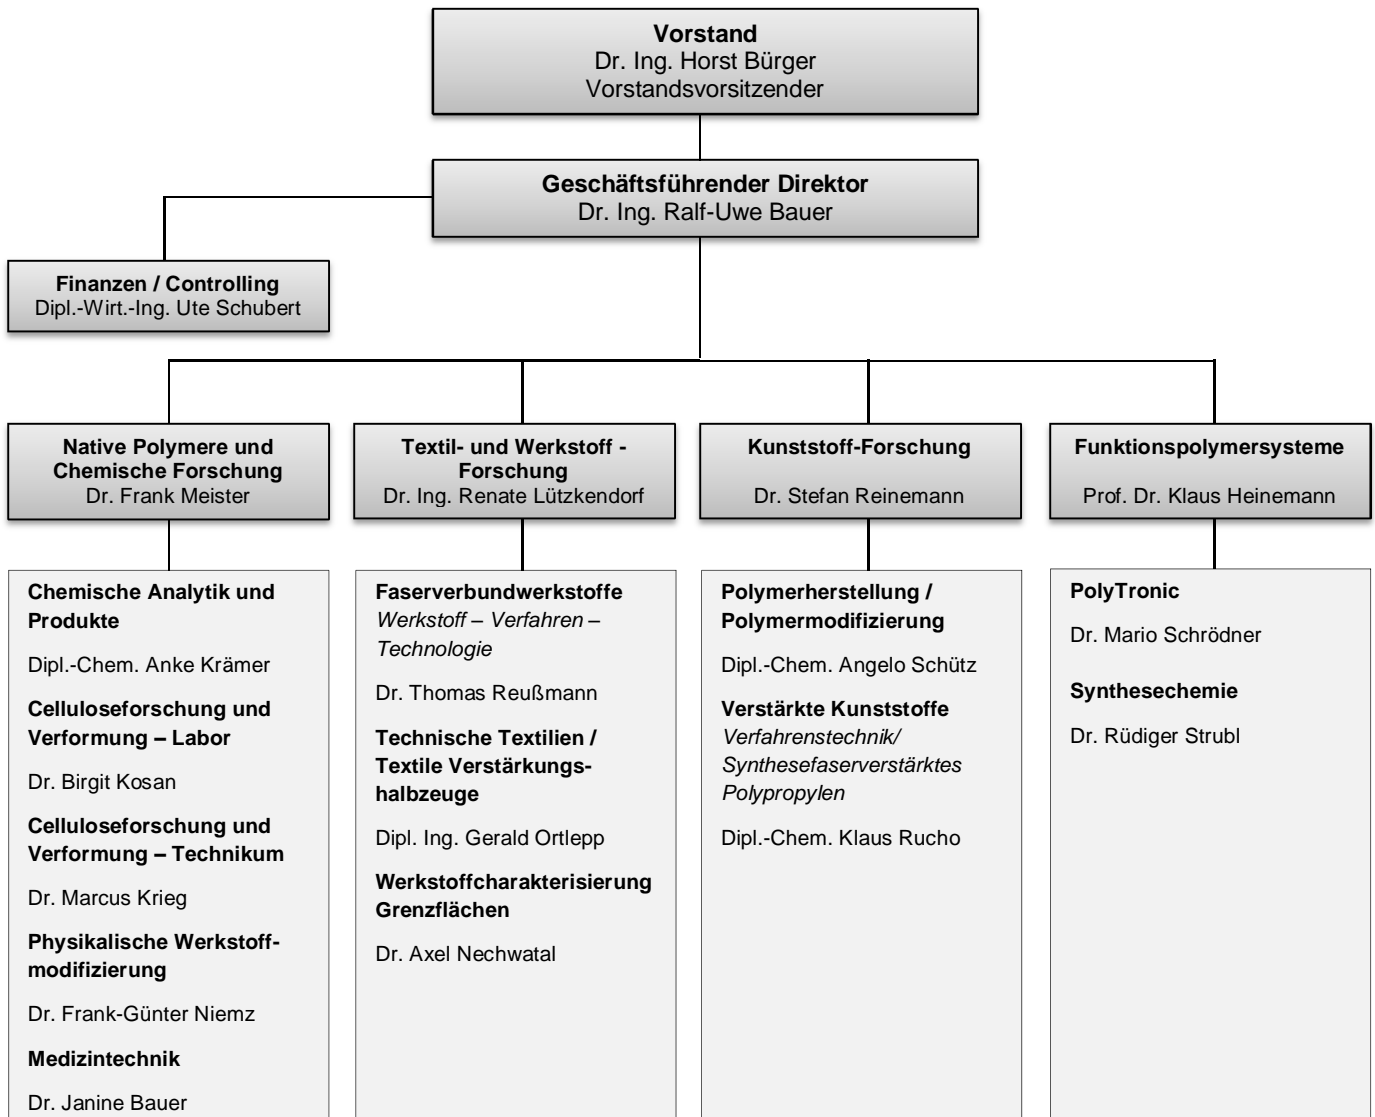 Vorstand
Dr. Ing. Horst Bürger
Vorstandsvorsitzender
Geschäftsführender Direktor
Dr. Ing. Ralf-Uwe Bauer
Finanzen / Controlling
Dipl.-Wirt.-Ing. Ute Schubert
Native Polymere und
Chemische Forschung
Dr. Frank Meister
Textil- und Werkstoff -
Forschung
Dr. Ing. Renate Lützkendorf
Kunststoff-Forschung
Dr. Stefan Reinemann
Funktionspolymersysteme
Prof. Dr. Klaus Heinemann
Chemische Analytik und
Produkte
Dipl.-Chem. Anke Krämer
Celluloseforschung und
Verformung – Labor
Dr. Birgit Kosan
Celluloseforschung und
Verformung – Technikum
Dr. Marcus Krieg
Physikalische Werkstoff-
modifizierung
Dr. Frank-Günter Niemz
Medizintechnik
Dr. Janine Bauer
Faserverbundwerkstoffe
Werkstoff – Verfahren –
Technologie
Dr. Thomas Reußmann
Technische Textilien /
Textile Verstärkungs-
halbzeuge
Dipl. Ing. Gerald Ortlepp
Werkstoffcharakterisierung
Grenzflächen
Dr. Axel Nechwatal
Polymerherstellung /
Polymermodifizierung
Dipl.-Chem. Angelo Schütz
Verstärkte Kunststoffe
Verfahrenstechnik/
Synthesefaserverstärktes
Polypropylen
Dipl.-Chem. Klaus Rucho
PolyTronic
Dr. Mario Schrödner
Synthesechemie
Dr. Rüdiger Strubl